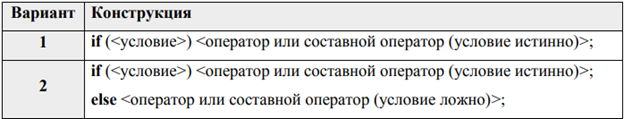 Вариант Конструкция
1 if (<условие>) <оператор или составной оператор (условие истинно)>;
2 if (<условие>) <оператор или составной оператор (условие истинно)>;
else <оператор или составной оператор (условие ложно)>;